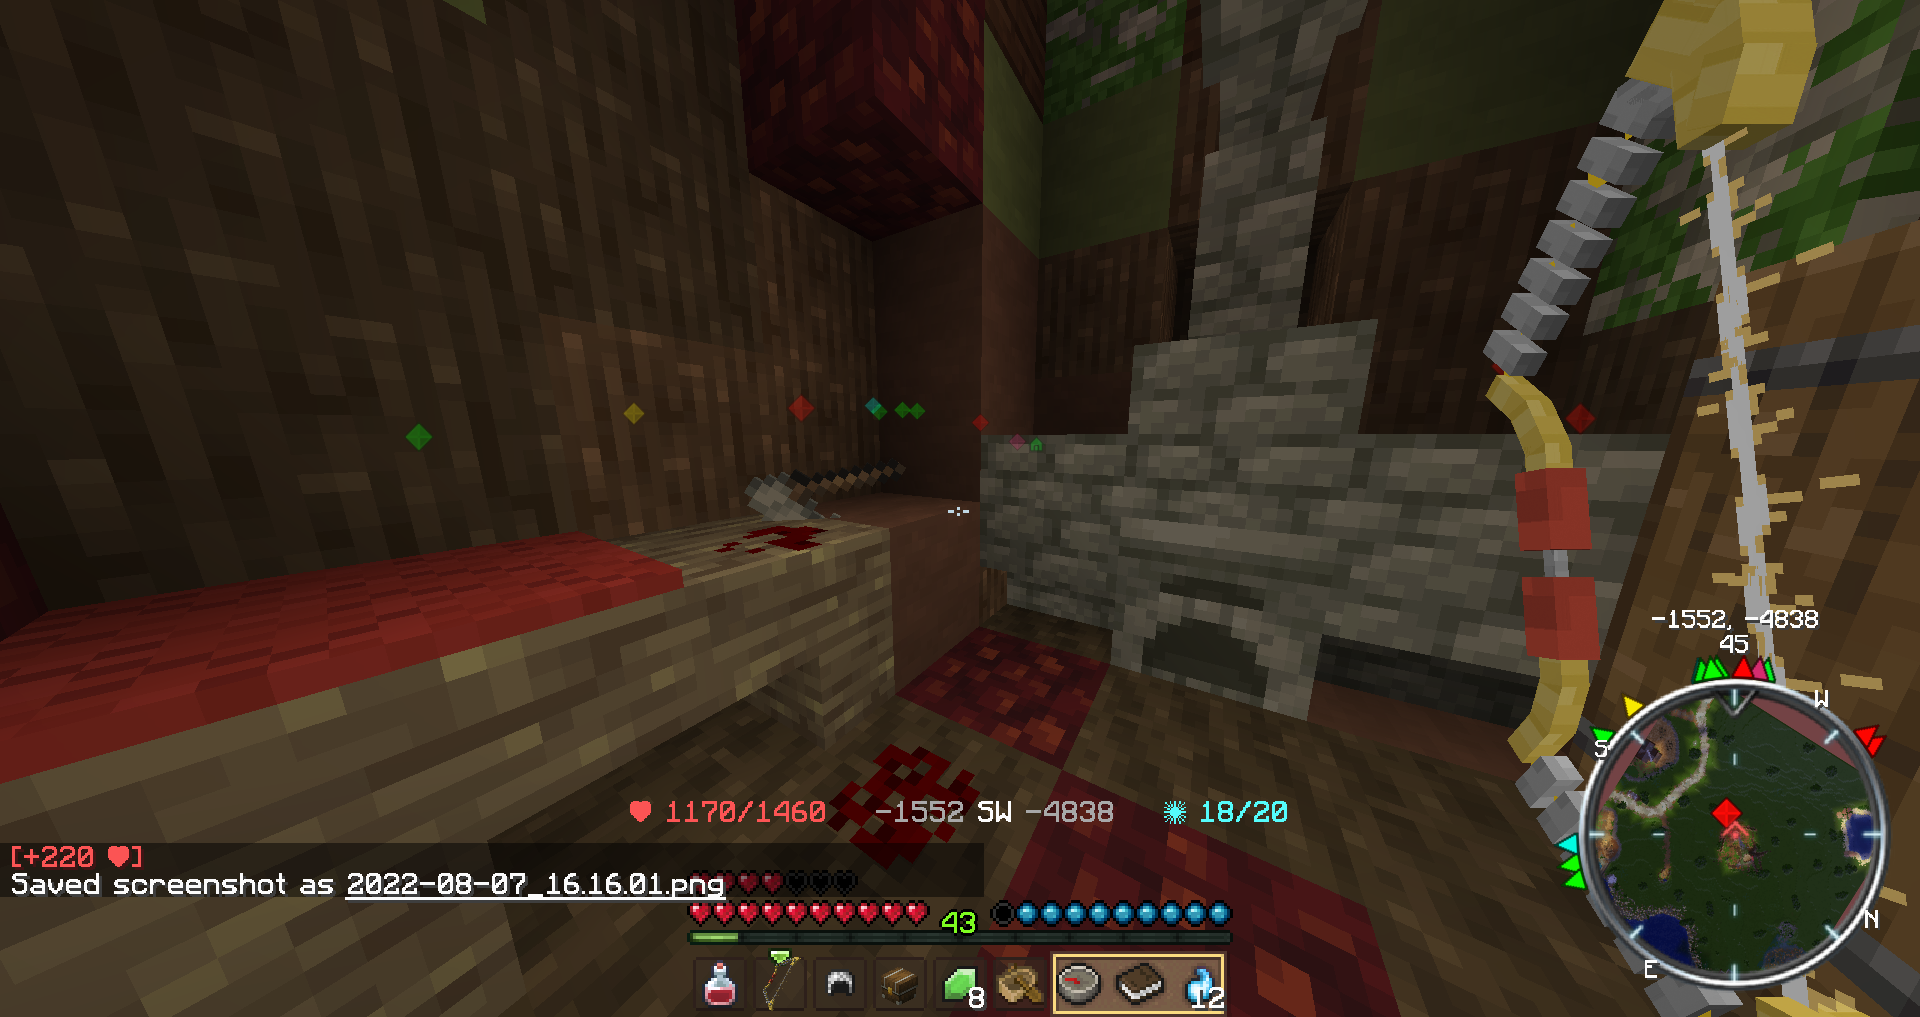 -1552, -4838
45
W
S
N
E
1170/1460 -1552 SW -4838 18/20
[+220 ❤]
Saved screenshot as 2022-08-07_16.16.01.png
43
8
12